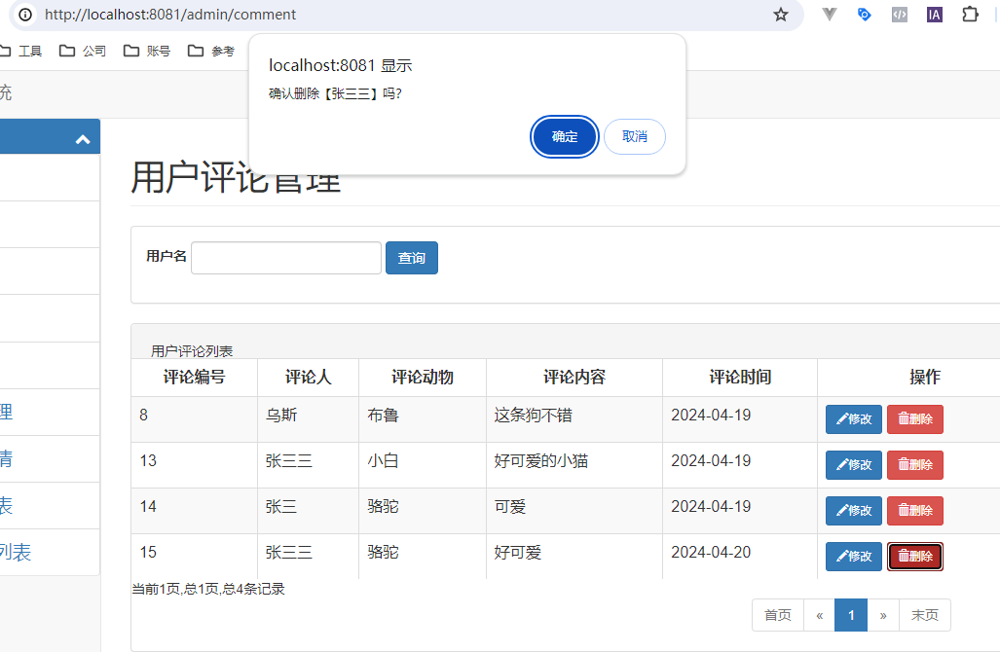 http://localhost:8081/admin/comment
工具 公司 账号 参考
localhost:8081 显示
确认删除【张三三】吗?
确定 取消
统
用户评论管理
用户名 查询
用户评论列表
评论编号 评论人 评论动物 评论内容 评论时间 操作
8 乌斯 布鲁 这条狗不错 2024-04-19 修改 删除
13 张三三 小白 好可爱的小猫 2024-04-19 修改 删除
14 张三 骆驼 可爱 2024-04-19 修改 删除
15 张三三 骆驼 好可爱 2024-04-20 修改 删除
当前1页,总1页,总4条记录
首页 « 1 » 末页
理
情
表
列表
IA